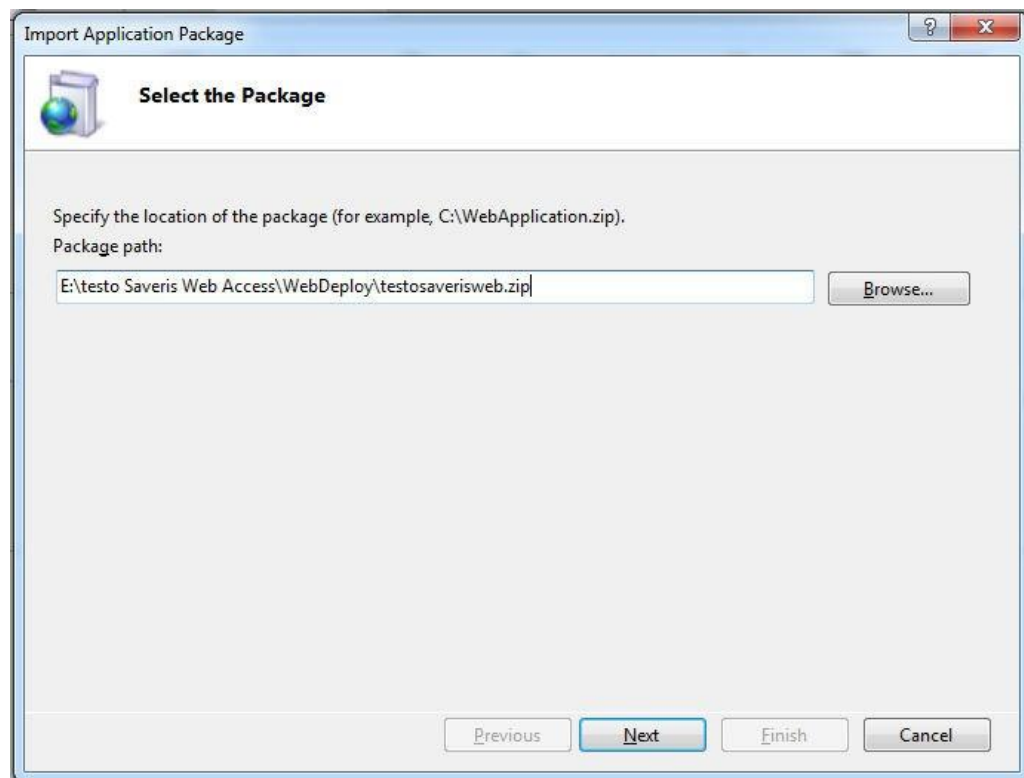 Import Application Package
Select the Package
Specify the location of the package (for example, C:\WebApplication.zip).
Package path:
E:\testo Saveris Web Access\WebDeploy\testosaverisweb.zip
Browse...
Previous Next Finish Cancel